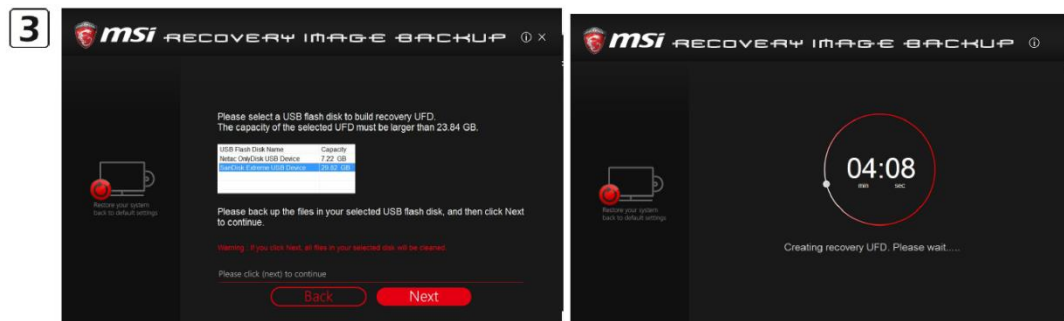 3
msi RECOVERY IMAGE BACKUP
Please select a USB flash disk to build recovery UFD.
The capacity of the selected UFD must be larger than 23.84 GB.
USB Flash Disk Name Capacity
Netac OnlyDisk USB Device 7.22 GB
SanDisk Extreme USB Device 29.82 GB
Restore your system
back to default settings
Please back up the files in your selected USB flash disk, and then click Next
to continue.
Warning : If you click Next, all files in your selected disk will be cleaned.
Please click (next) to continue
Back Next
msi RECOVERY IMAGE BACKUP
04:08
min sec
Restore your system
back to default settings
Creating recovery UFD. Please wait.....